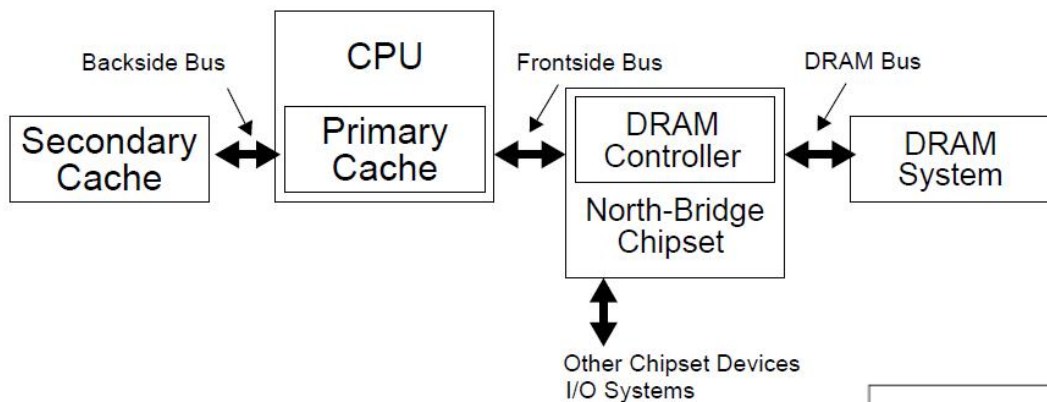 CPU
Backside Bus
Frontside Bus
DRAM Bus
Secondary
Cache
Primary
Cache
DRAM
Controller
DRAM
System
North-Bridge
Chipset
Other Chipset Devices
I/O Systems